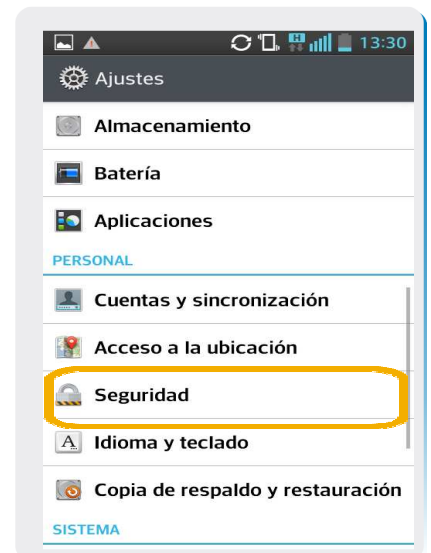 H 13:30
Ajustes
Almacenamiento
Batería
Aplicaciones
PERSONAL
Cuentas y sincronización
Acceso a la ubicación
Seguridad
A Idioma y teclado
Copia de respaldo y restauración
SISTEMA